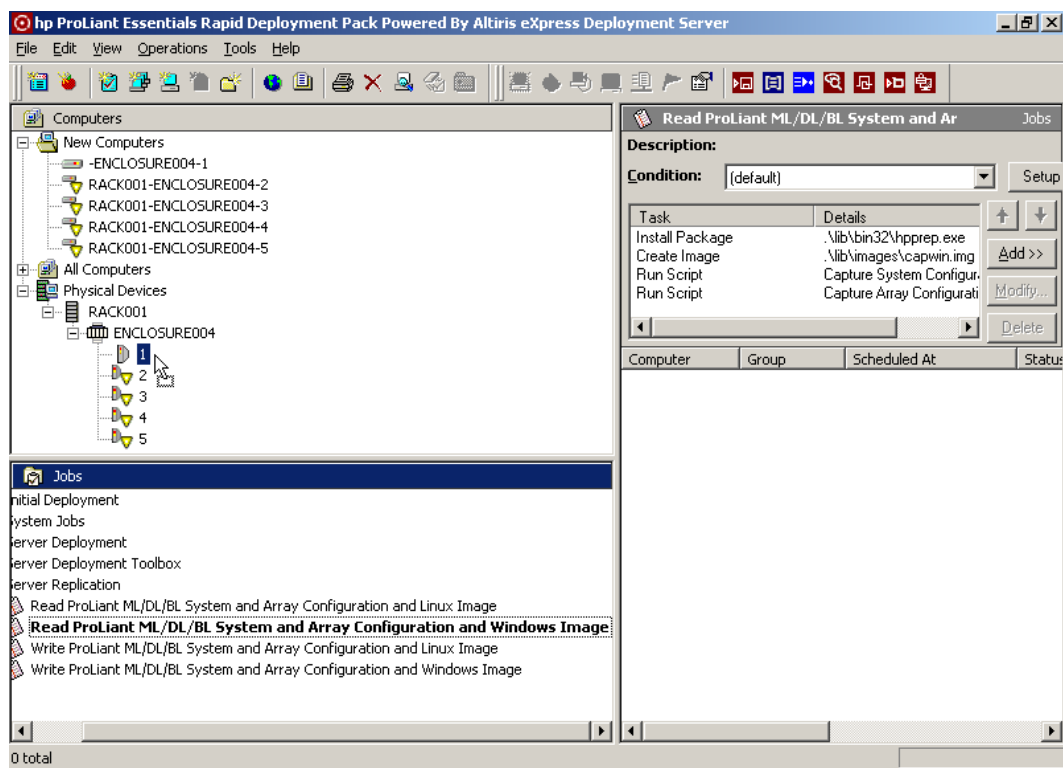 hp ProLiant Essentials Rapid Deployment Pack Powered By Altiris eXpress Deployment Server
File Edit View Operations Tools Help
Computers
New Computers
-ENCLOSURE004-1
RACK001-ENCLOSURE004-2
RACK001-ENCLOSURE004-3
RACK001-ENCLOSURE004-4
RACK001-ENCLOSURE004-5
All Computers
Physical Devices
RACK001
ENCLOSURE004
1
2
3
4
5
Jobs
nitial Deployment
ystem Jobs
erver Deployment
erver Deployment Toolbox
erver Replication
Read ProLiant ML/DL/BL System and Array Configuration and Linux Image
Read ProLiant ML/DL/BL System and Array Configuration and Windows Image
Write ProLiant ML/DL/BL System and Array Configuration and Linux Image
Write ProLiant ML/DL/BL System and Array Configuration and Windows Image
Read ProLiant ML/DL/BL System and Ar Jobs
Description:
Condition: (default) Setup
Task Details
Install Package .\lib\bin32\hpprep.exe
Create Image .\lib\images\capwin.img
Run Script Capture System Configur
Run Script Capture Array Configurati
Add >>
Modify...
Delete
Computer Group Scheduled At Status
0 total